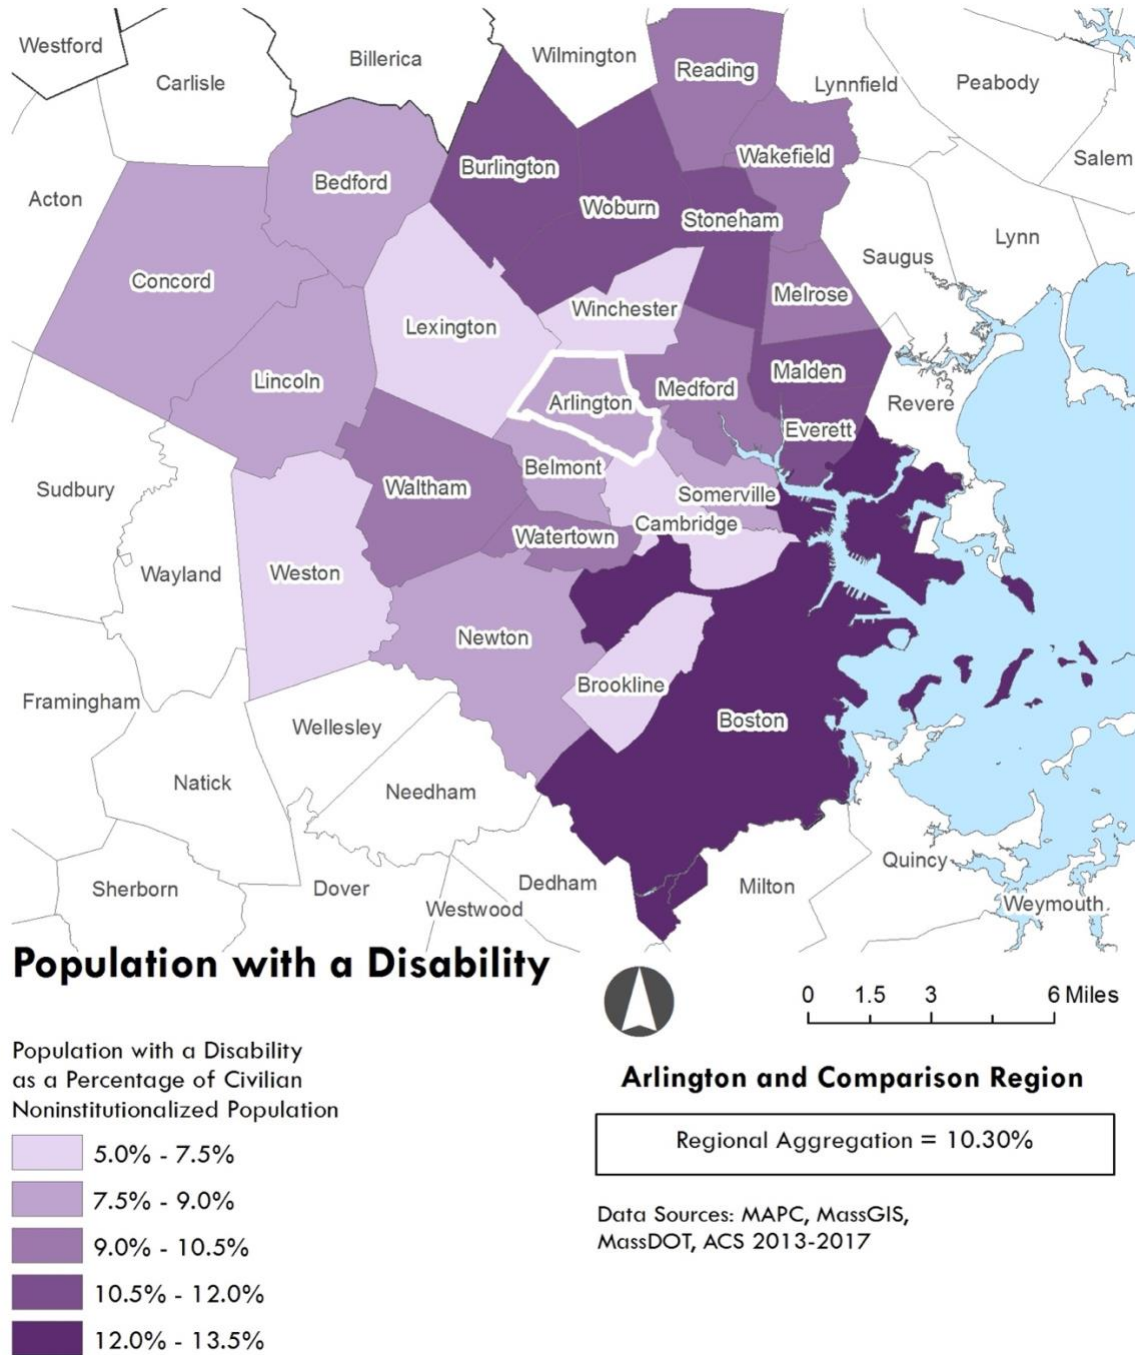 Westford
Billerica
Wilmington
Carlisle
Reading
Lynnfield
Peabody
Salem
Wakefield
Burlington
Bedford
Acton
Woburn
Stoneham
Lynn
Saugus
Concord
Melrose
Winchester
Lexington
Malden
Lincoln
Medford
Arlington
Revere
Everett
Belmont
Sudbury
Waltham
Somerville
Cambridge
Watertown
Wayland
Weston
Newton
Brookline
Framingham
Boston
Wellesley
Natick
Needham
Quincy
Sherborn
Dover
Dedham
Milton
Westwood
Weymouth.
Population with a Disability
0 1.5 3 6 Miles
Population with a Disability
as a Percentage of Civilian
Noninstitutionalized Population
5.0% - 7.5%
7.5% - 9.0%
9.0% - 10.5%
10.5% - 12.0%
12.0% - 13.5%
Arlington and Comparison Region
Regional Aggregation = 10.30%
Data Sources: MAPC, MassGIS,
MassDOT, ACS 2013-2017